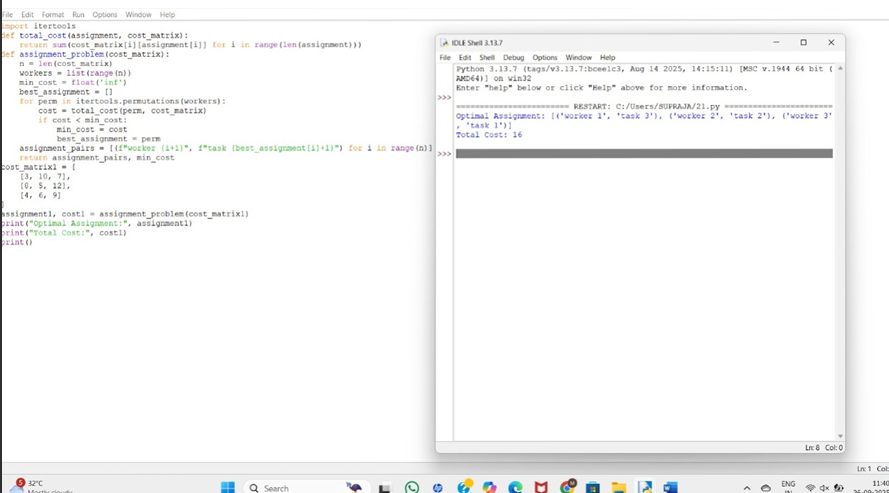 File Edit Format Run Options Window Help
import itertools
def total_cost(assignment, cost_matrix):
    return sum(cost_matrix[i][assignment[i]] for i in range(len(assignment)))
def assignment_problem(cost_matrix):
    n = len(cost_matrix)
    workers = list(range(n))
    min_cost = float('inf')
    best_assignment = []
    for perm in itertools.permutations(workers):
        cost = total_cost(perm, cost_matrix)
        if cost < min_cost:
            min_cost = cost
            best_assignment = perm
    assignment_pairs = [(f"worker {i+1}", f"task {best_assignment[i]+1}") for i in range(n)]
    return assignment_pairs, min_cost
cost_matrix1 = [
    [3, 10, 7],
    [8, 5, 12],
    [4, 6, 9]
]
assignment1, cost1 = assignment_problem(cost_matrix1)
print("Optimal Assignment:", assignment1)
print("Total Cost:", cost1)
print()
IDLE Shell 3.13.7
File Edit Shell Debug Options Window Help
Python 3.13.7 (tags/v3.13.7:bceelc3, Aug 14 2025, 14:15:11) [MSC v.1944 64 bit (
AMD64)] on win32
Enter "help" below or click "Help" above for more information.
>>>
======================= RESTART: C:/Users/SUPRAJA/21.py =======================
Optimal Assignment: [('worker 1', 'task 3'), ('worker 2', 'task 2'), ('worker 3'
, 'task 1')]
Total Cost: 16
>>>
Ln: 8 Col: 0
Ln: 1 Col:
5
32°C
Mostly cloudy
Search
ENG
IN
11:40
26-09-2025